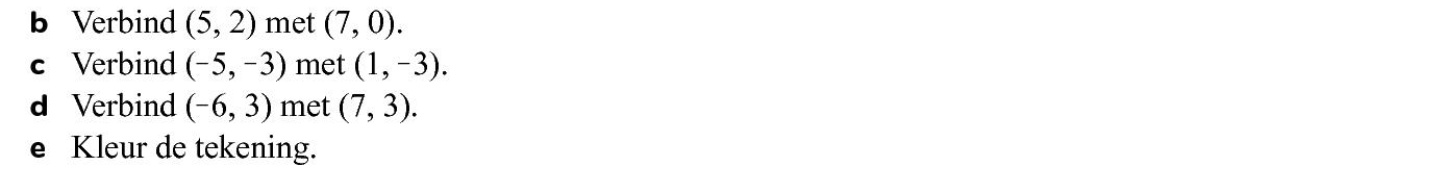 b Verbind (5, 2) met (7, 0).
c Verbind (−5, −3) met (1, −3).
d Verbind (−6, 3) met (7, 3).
e Kleur de tekening.